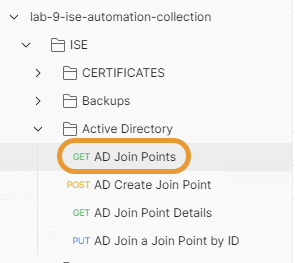 lab-9-ise-automation-collection
ISE
CERTIFICATES
Backups
Active Directory
GET AD Join Points
POST AD Create Join Point
GET AD Join Point Details
PUT AD Join a Join Point by ID